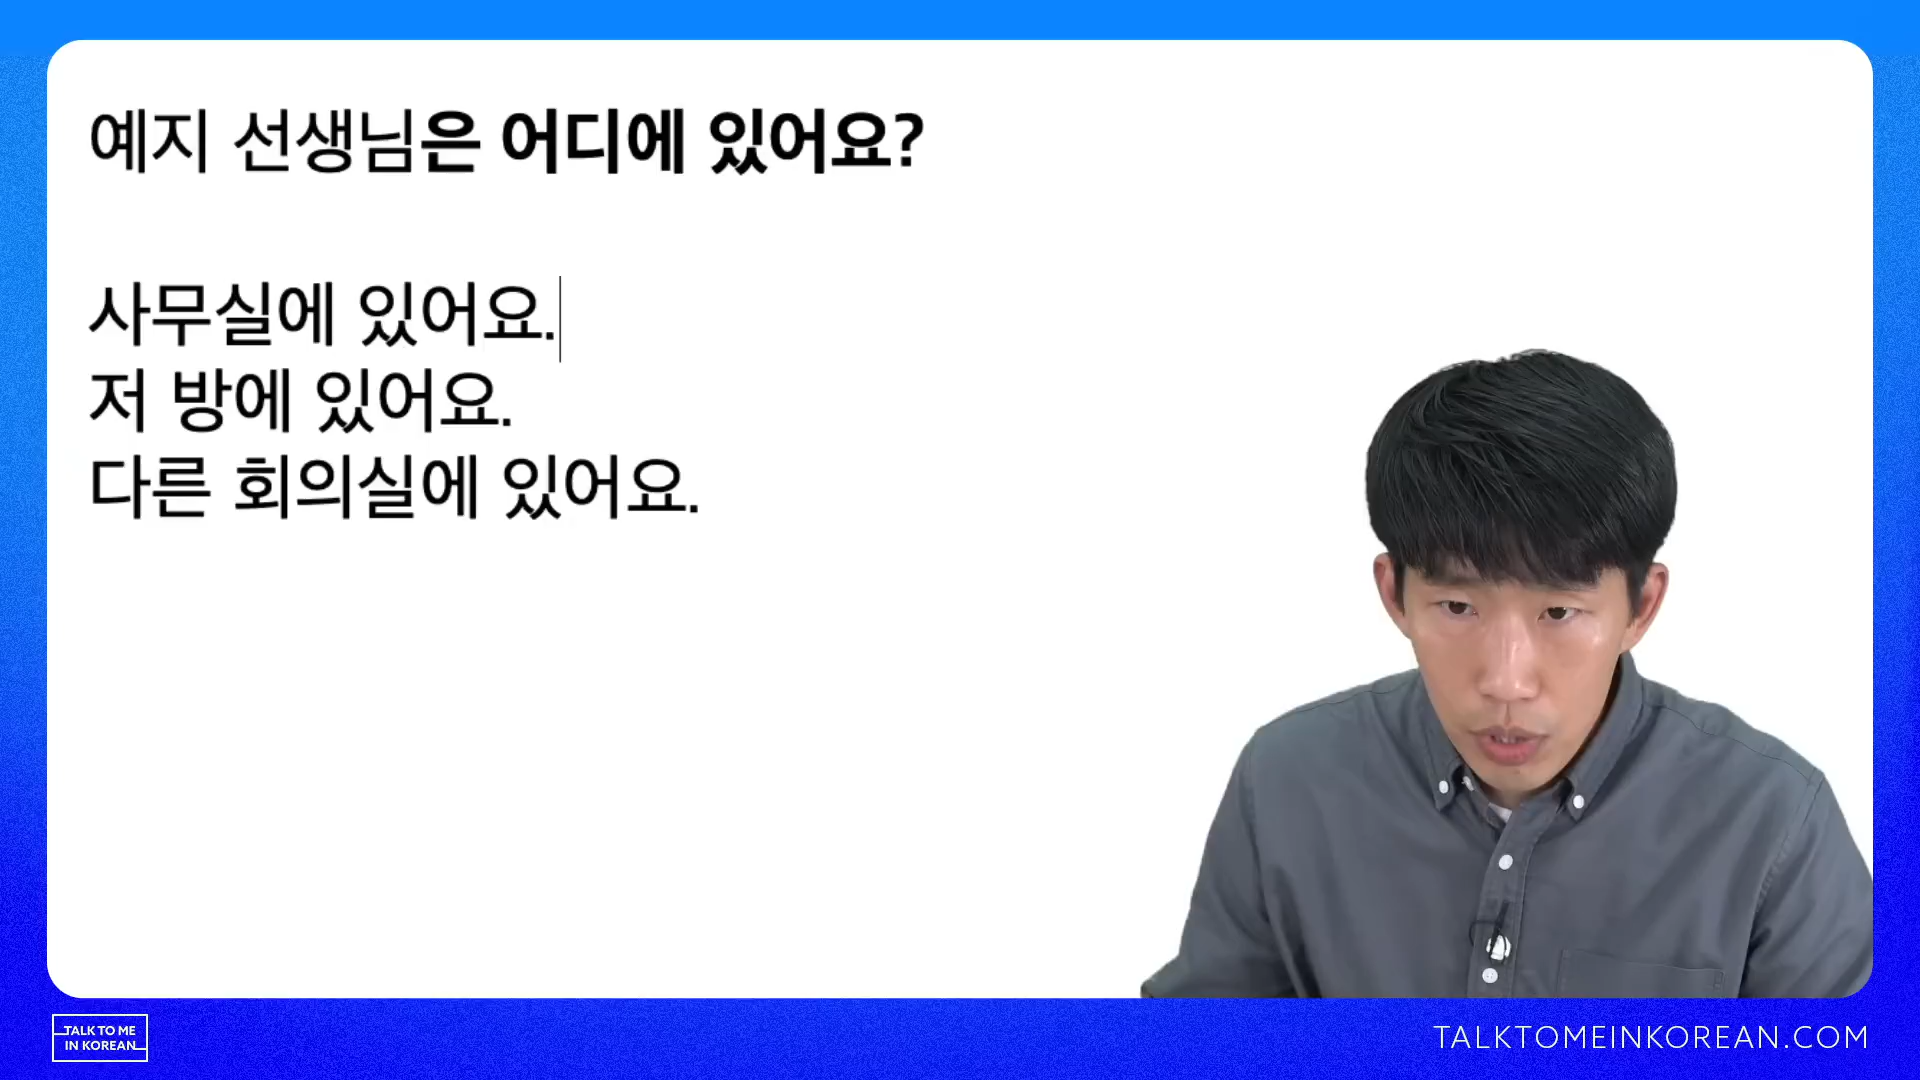 예지 선생님은 어디에 있어요?
사무실에 있어요.
저 방에 있어요.
다른 회의실에 있어요.
TALK TO ME
IN KOREAN
TALKTOMEINKOREAN.COM